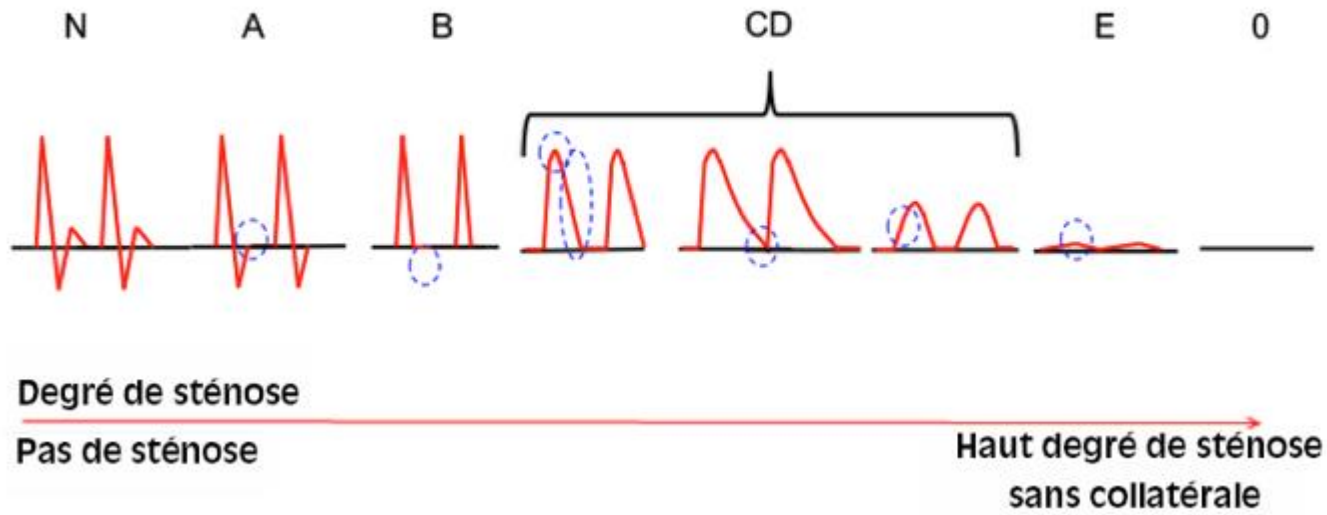 N A B CD E 0
Degré de sténose
Pas de sténose
Haut degré de sténose
sans collatérale